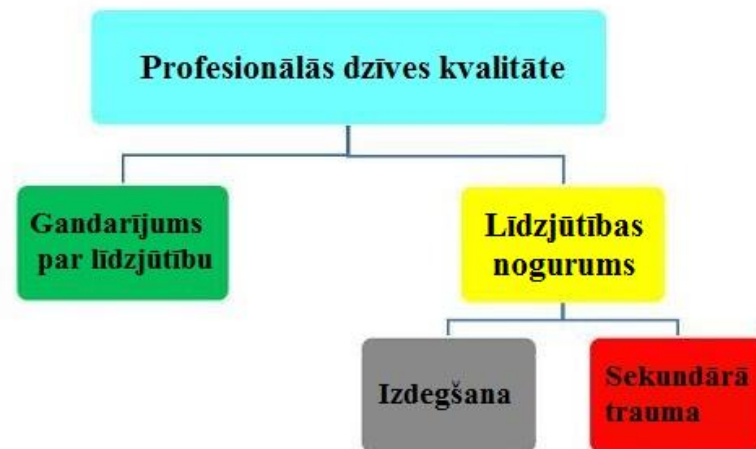 Profesionālās dzīves kvalitāte
Gandarījums
par līdzjūtību
Līdzjūtības
nogurums
Izdegšana
Sekundārā
trauma